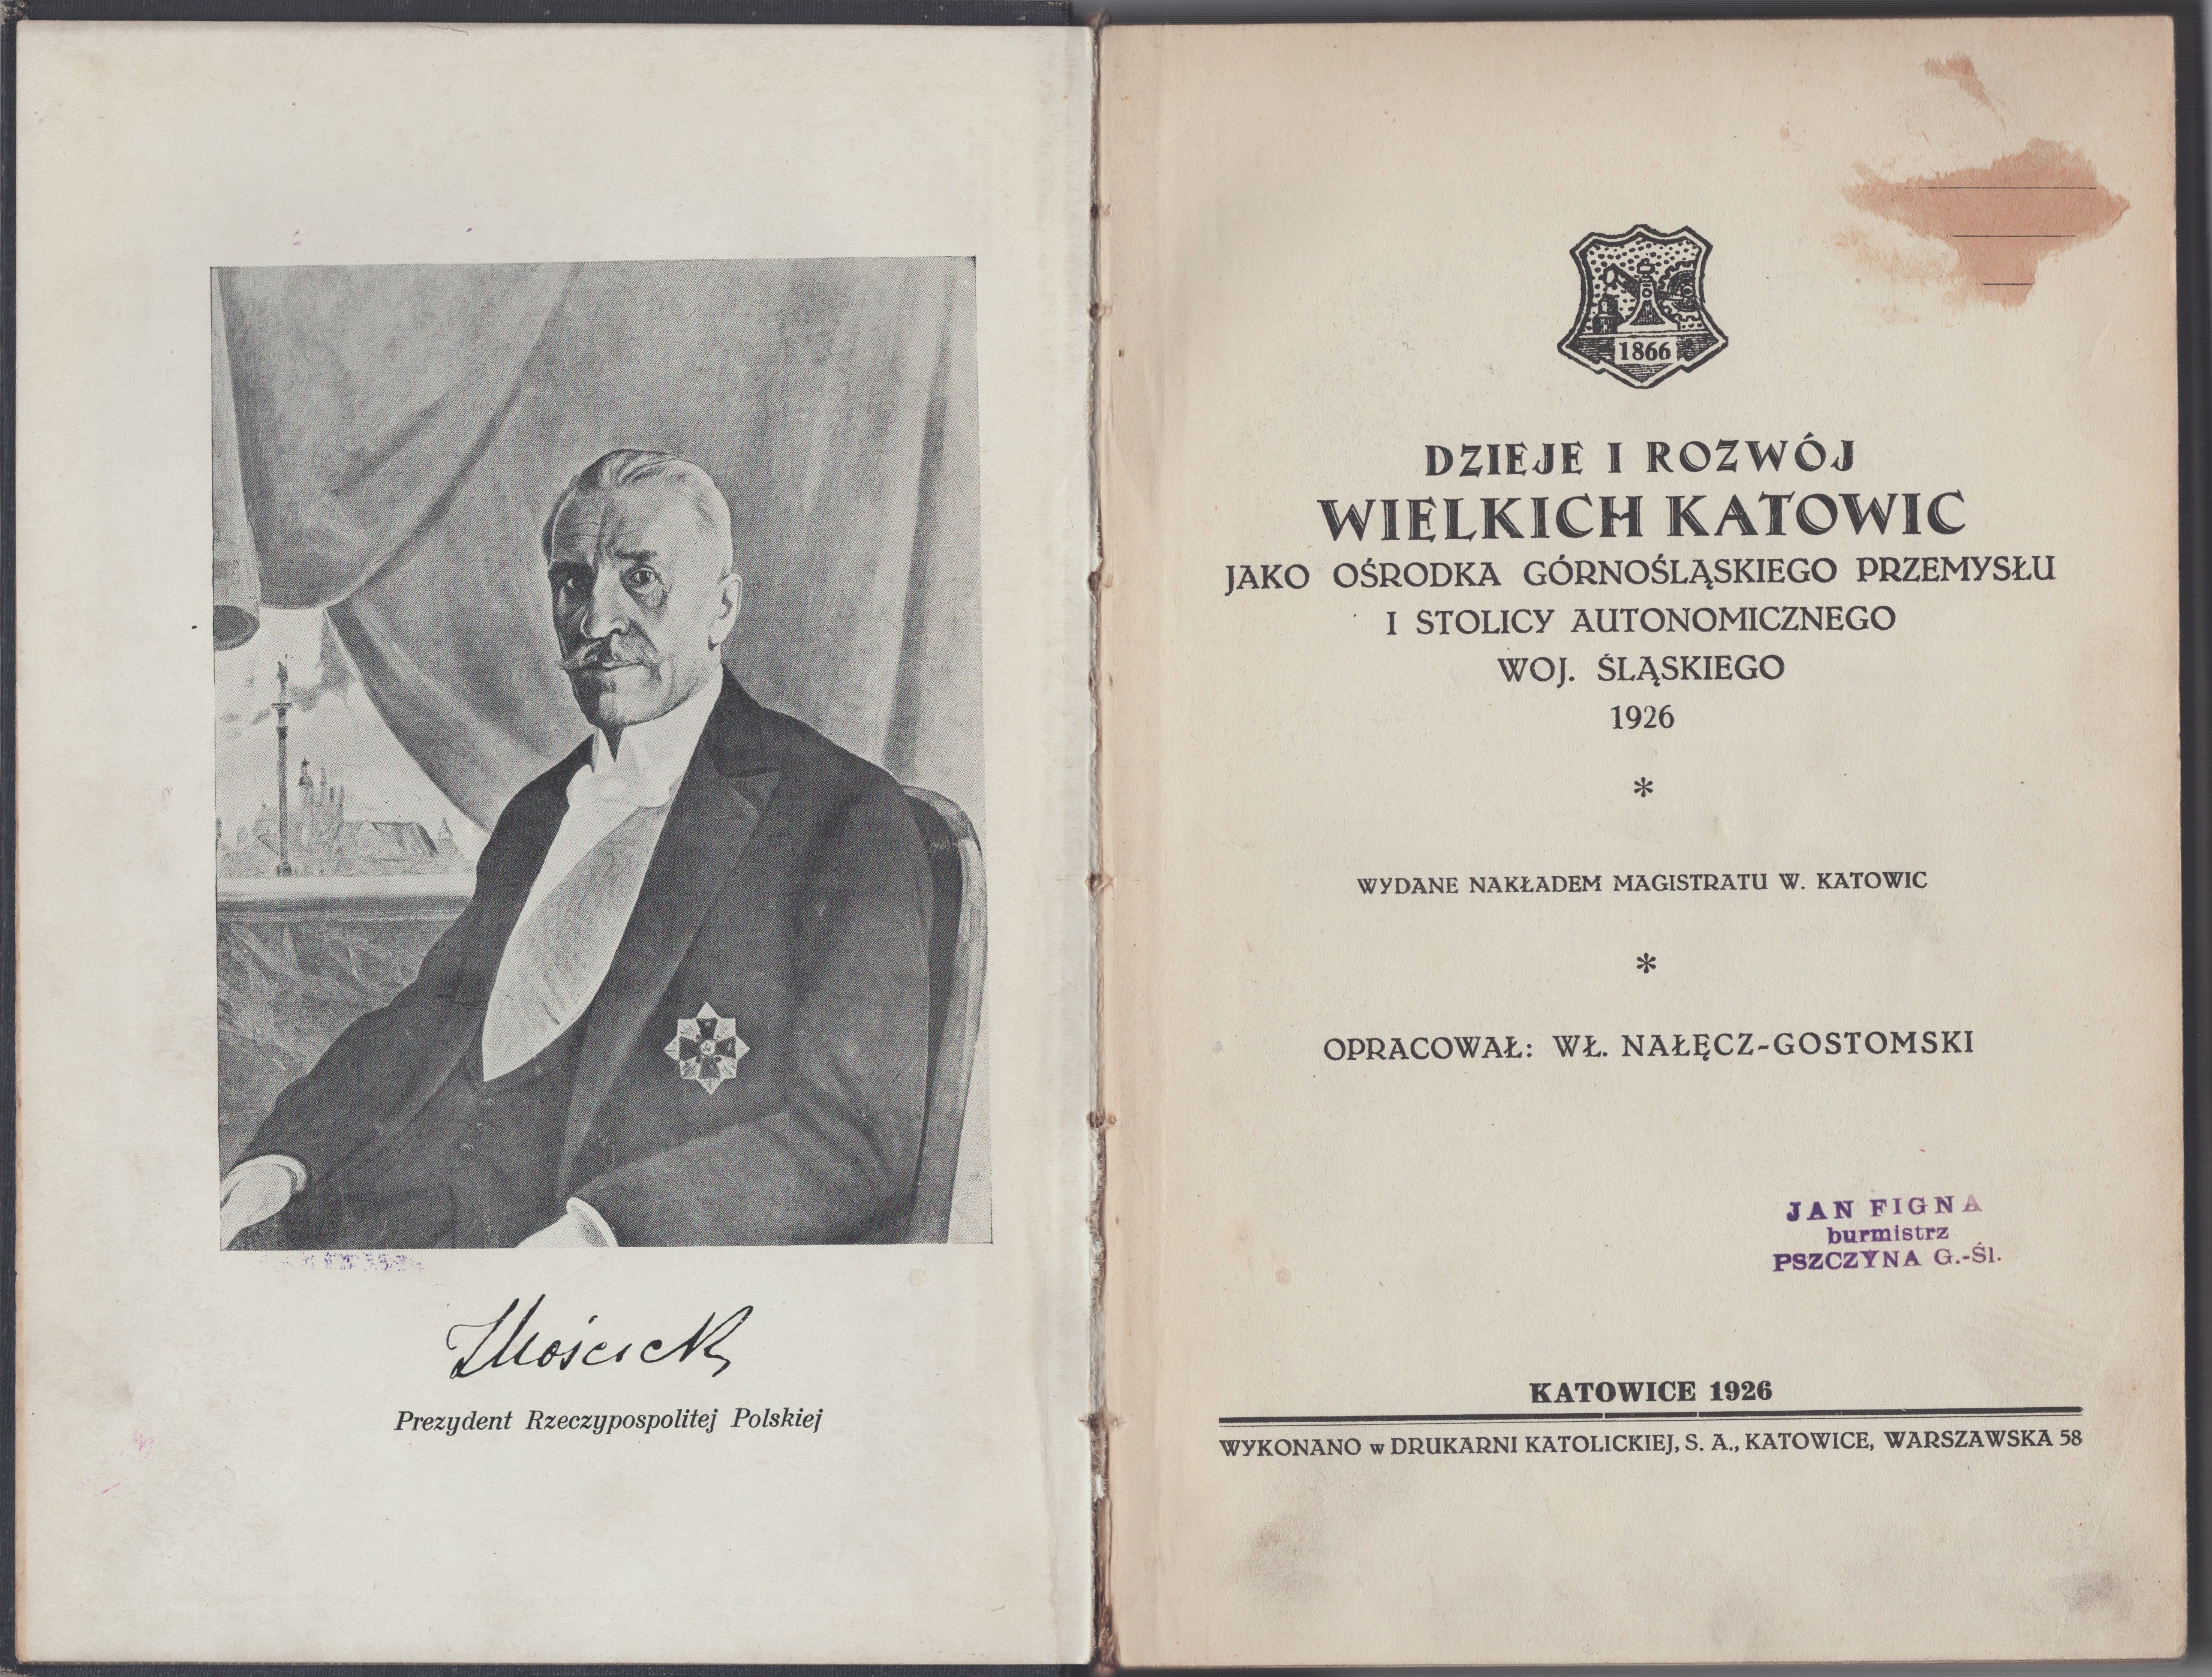 IMościcki
Prezydent Rzeczypospolitej Polskiej
1866
DZIEJE I ROZWÓJ
WIELKICH KATOWIC
JAKO OŚRODKA GÓRNOŚLĄSKIEGO PRZEMYSŁU
I STOLICY AUTONOMICZNEGO
WOJ. ŚLĄSKIEGO
1926
*
WYDANE NAKŁADEM MAGISTRATU W. KATOWIC
*
OPRACOWAŁ: WŁ. NAŁĘCZ-GOSTOMSKI
JAN FIGNA
burmistrz
PSZCZYNA G.-Śl.
KATOWICE 1926
WYKONANO w DRUKARNI KATOLICKIEJ, S. A., KATOWICE, WARSZAWSKA 58